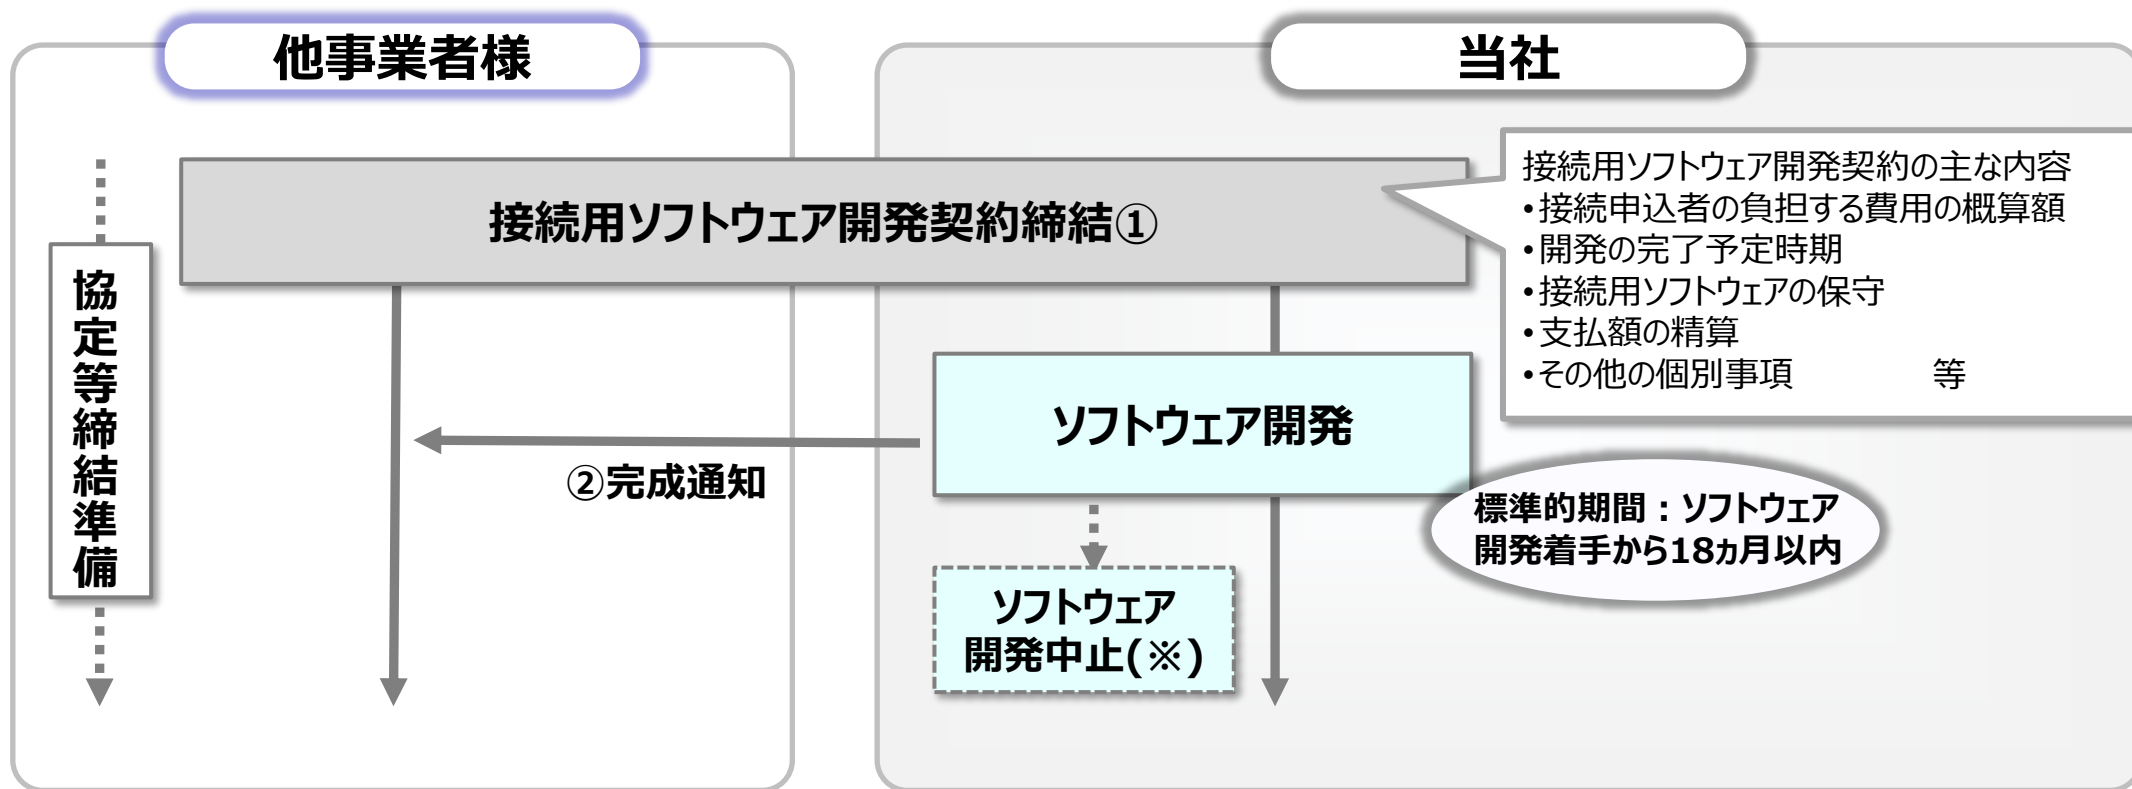 他事業者様
当社
接続用ソフトウェア開発契約締結①
接続用ソフトウェア開発契約の主な内容
•接続申込者の負担する費用の概算額
•開発の完了予定時期
•接続用ソフトウェアの保守
•支払額の精算
•その他の個別事項　　　等
協定等締結準備
ソフトウェア開発
②完成通知
標準的期間：ソフトウェア
開発着手から18ヵ月以内
ソフトウェア
開発中止(※)